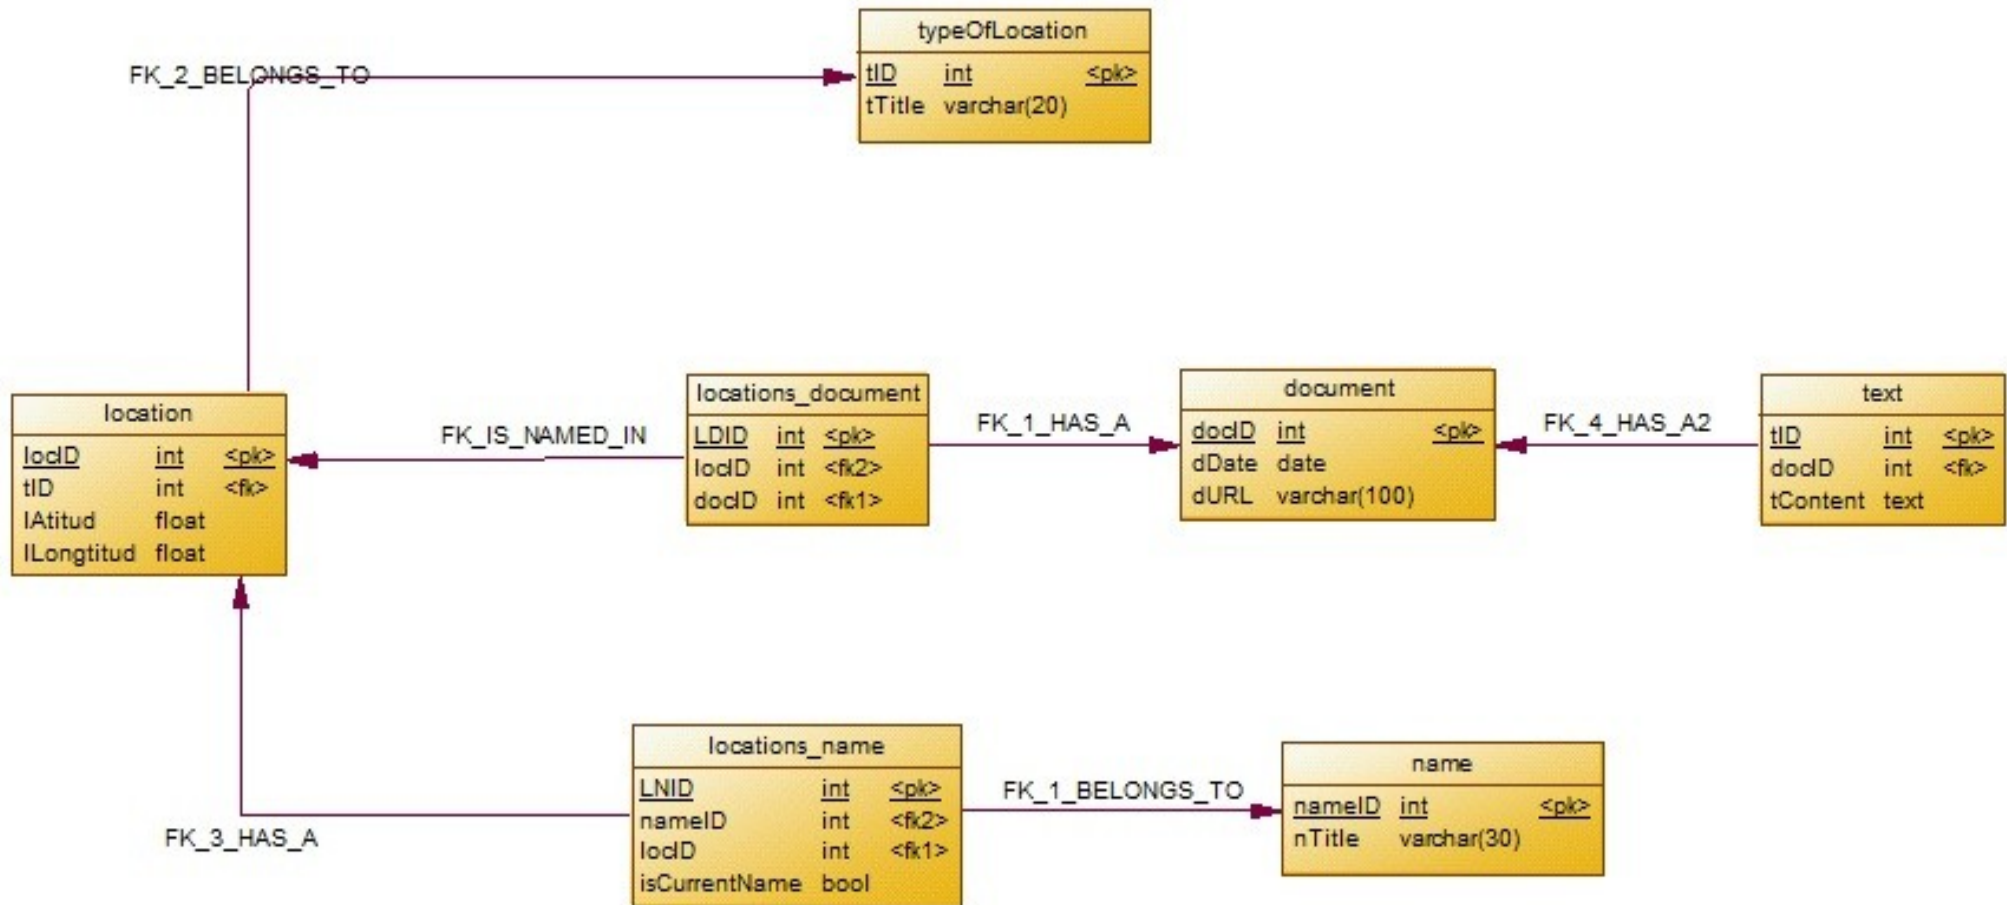 typeOfLocation
tID int <pk>
tTitle varchar(20)
FK_2_BELONGS_TO
location
locID int <pk>
tID int <fk>
lAtitud float
lLongtitud float
FK_IS_NAMED_IN
locations_document
LDID int <pk>
locID int <fk2>
docID int <fk1>
FK_1_HAS_A
document
docID int <pk>
dDate date
dURL varchar(100)
FK_4_HAS_A2
text
tID int <pk>
docID int <fk>
tContent text
FK_3_HAS_A
locations_name
LNID int <pk>
nameID int <fk2>
locID int <fk1>
isCurrentName bool
FK_1_BELONGS_TO
name
nameID int <pk>
nTitle varchar(30)